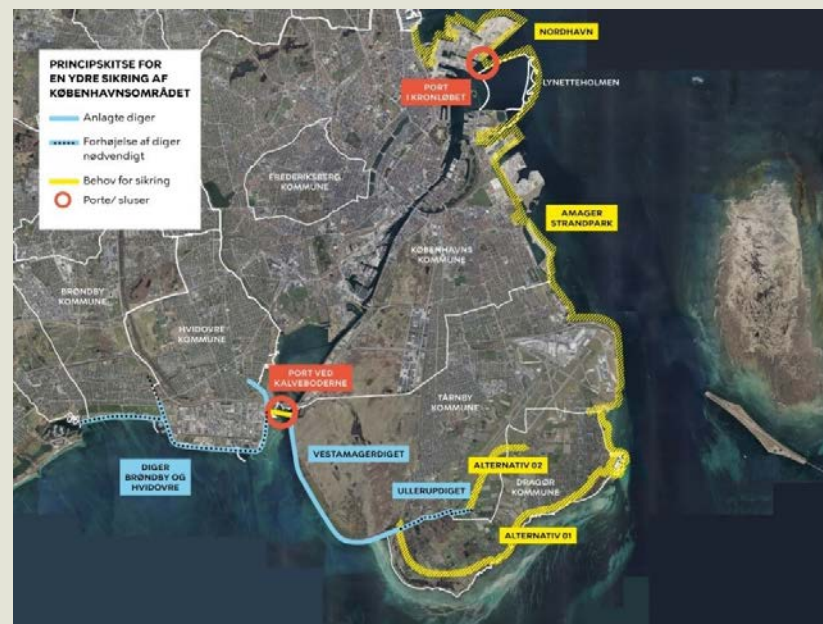 PRINCIPSKITSE FOR
EN YDRE SIKRING AF
KØBENHAVNSOMRÅDET
Anlagte diger
Forhøjelse af diger
nødvendigt
Behov for sikring
Porte/ sluser
NORDHAVN
PORT
I KRONLØBET
LYNETTEHOLMEN
FREDERIKSBERG
KOMMUNE
AMAGER
STRANDPARK
KØBENHAVNS
KOMMUNE
BRØNDBY
KOMMUNE
HVIDOVRE
KOMMUNE
PORT VED
KALVEBODERNE
TÅRNBY
KOMMUNE
VESTAMAGERDIGET
ALTERNATIV 02
DIGER
BRØNDBY OG
HVIDOVRE
ULLERUPDIGET
DRAGØR
KOMMUNE
ALTERNATIV 01